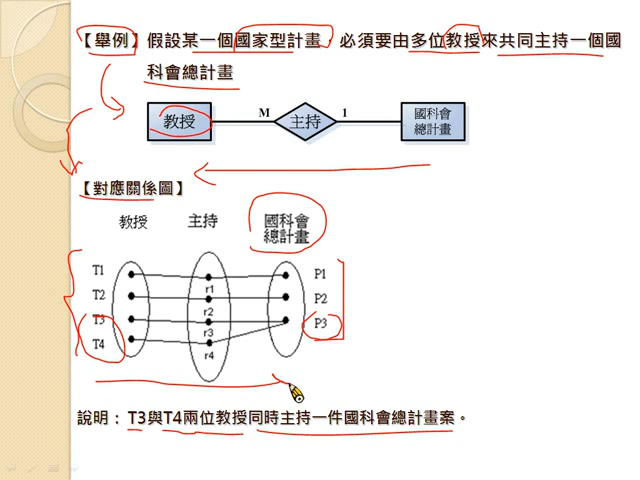 【舉例】假設某一個國家型計畫,必須要由多位教授來共同主持一個國
科會總計畫
教授
M
主持
1
國科會
總計畫
【對應關係圖】
教授
主持
國科會
總計畫
T1
r1
P1
T2
r2
P2
T3
r3
P3
T4
r4
說明:T3與T4兩位教授同時主持一件國科會總計畫案。